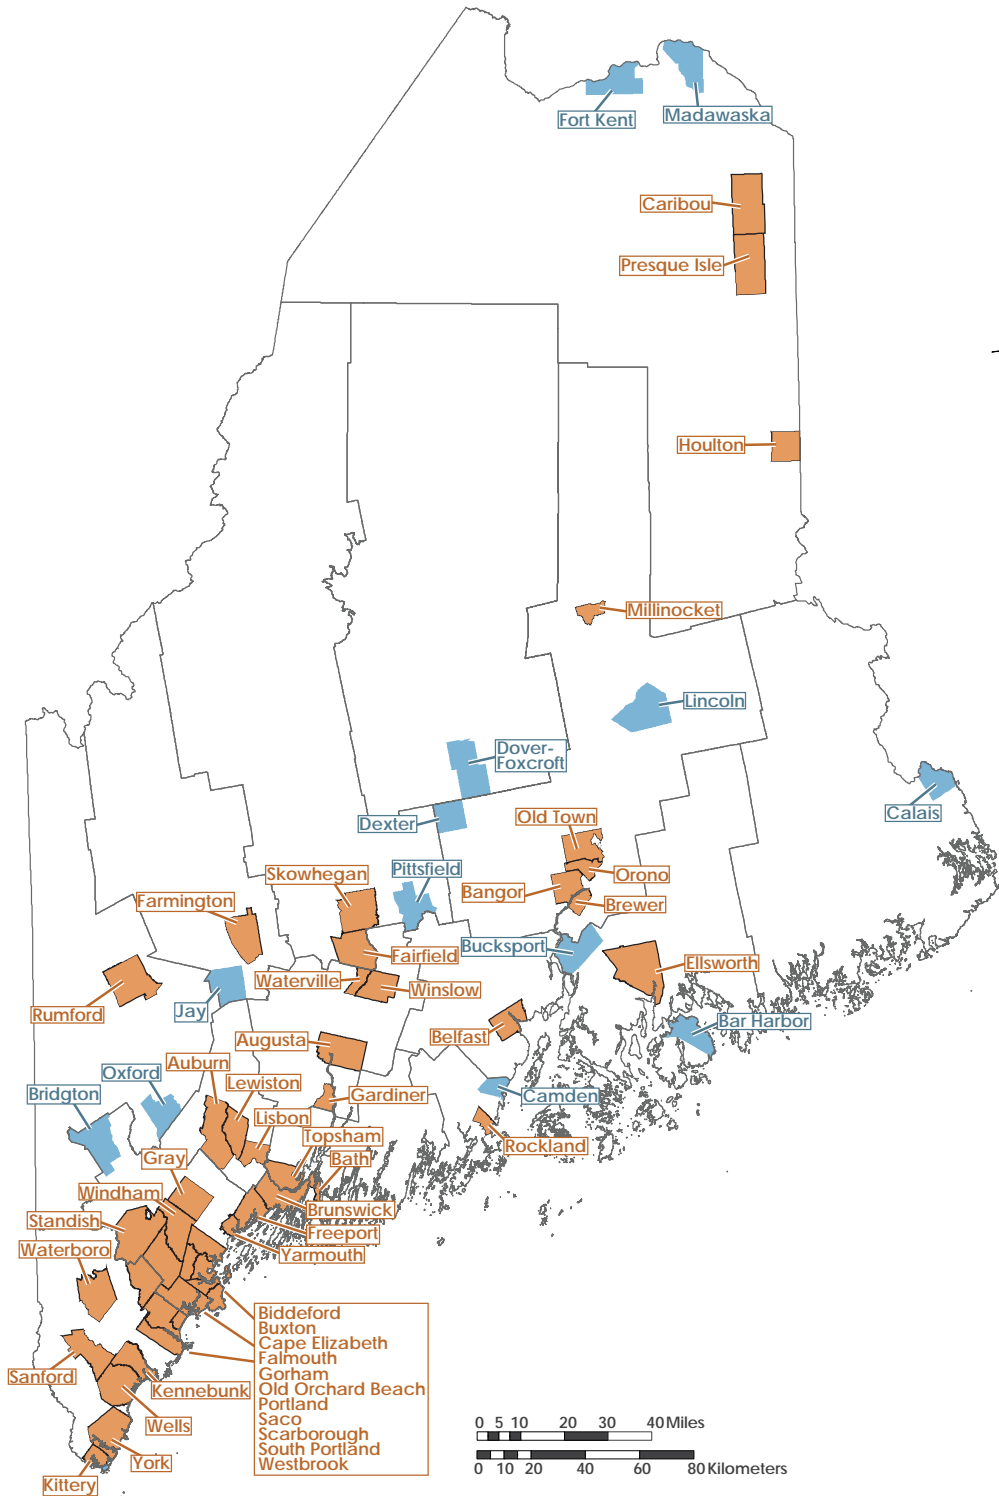 Fort Kent
Madawaska
Caribou
Presque Isle
Houlton
Millinocket
Lincoln
Dover-
Foxcroft
Calais
Dexter
Old Town
Pittsfield
Skowhegan
Orono
Bangor
Farmington
Brewer
Bucksport
Fairfield
Ellsworth
Waterville
Winslow
Rumford
Jay
Bar Harbor
Belfast
Augusta
Auburn
Oxford
Lewiston
Bridgton
Gardiner
Camden
Lisbon
Topsham
Rockland
Gray
Bath
Windham
Brunswick
Standish
Freeport
Waterboro
Yarmouth
Biddeford
Buxton
Cape Elizabeth
Falmouth
Gorham
Old Orchard Beach
Portland
Saco
Scarborough
South Portland
Westbrook
Sanford
Kennebunk
Wells
York
Kittery
0 5 10 20 30 40 Miles
0 10 20 40 60 80 Kilometers